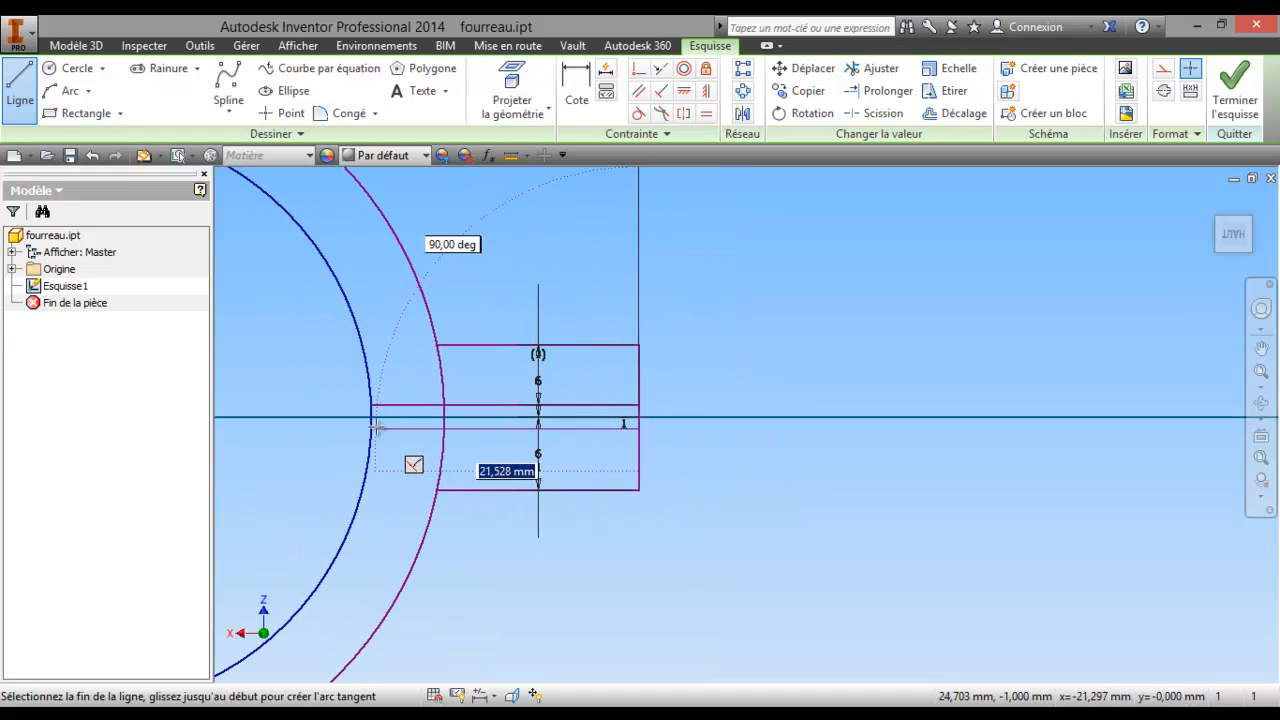 Autodesk Inventor Professional 2014 fourreau.ipt
Tapez un mot-clé ou une expression
Connexion
PRO
Modèle 3D Inspecter Outils Gérer Afficher Environnements BIM Mise en route Vault Autodesk 360 Esquisse
Ligne
Cercle
Arc
Rectangle
Rainure
Spline
Courbe par équation
Ellipse
Point
Congé
Polygone
Texte
Projeter
la géométrie
Dessiner
Cote
Contrainte
Réseau
Déplacer
Copier
Rotation
Ajuster
Prolonger
Scission
Echelle
Etirer
Décalage
Changer la valeur
Créer une pièce
Créer un bloc
Schéma
Insérer
Format
Terminer
l'esquisse
Quitter
Matière
Par défaut
Modèle
fourreau.ipt
Afficher: Master
Origine
Esquisse1
Fin de la pièce
90,00 deg
6
1
6
21,528 mm
HAUT
Z
X
Sélectionnez la fin de la ligne, glissez jusqu'au début pour créer l'arc tangent
24,703 mm, -1,000 mm x=-21,297 mm y=-0,000 mm 1 1